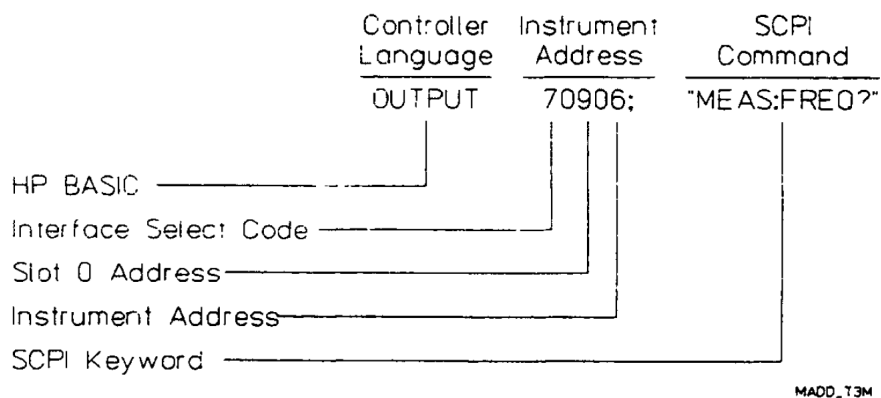 Controller Language
Instrument Address
SCPI Command
OUTPUT 70906; "MEAS:FREQ?"
HP BASIC
Interface Select Code
Slot 0 Address
Instrument Address
SCPI Keyword
MADD_T3M